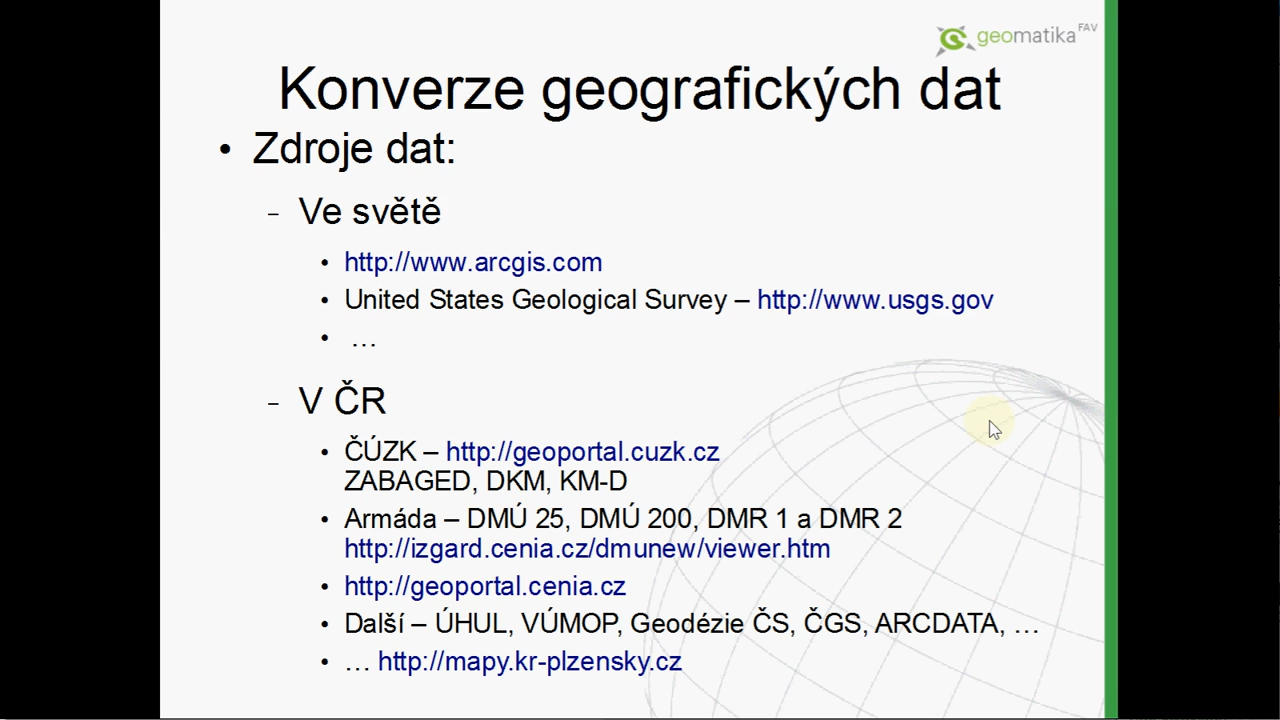 geomatika FAV
Konverze geografických dat
• Zdroje dat:
– Ve světě
• http://www.arcgis.com
• United States Geological Survey – http://www.usgs.gov
• …
– V ČR
• ČÚZK – http://geoportal.cuzk.cz
ZABAGED, DKM, KM-D
• Armáda – DMÚ 25, DMÚ 200, DMR 1 a DMR 2
http://izgard.cenia.cz/dmunew/viewer.htm
• http://geoportal.cenia.cz
• Další – ÚHUL, VÚMOP, Geodézie ČS, ČGS, ARCDATA, …
• … http://mapy.kr-plzensky.cz